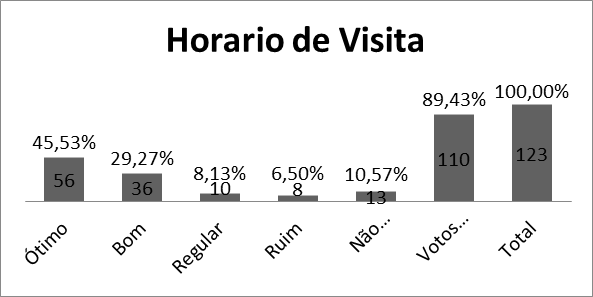 Horario de Visita
45,53%
29,27%
8,13%
6,50%
10,57%
89,43%
100,00%
56
36
10
8
13
110
123
Ótimo
Bom
Regular
Ruim
Não...
Votos...
Total